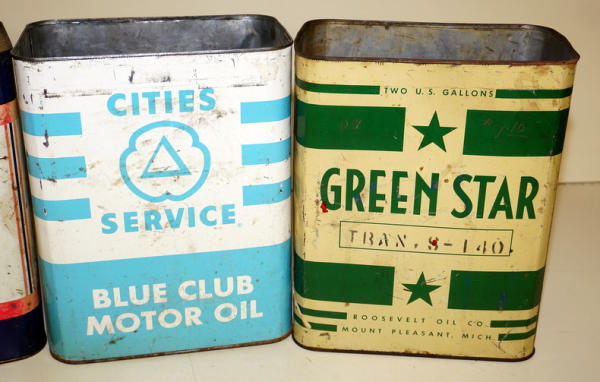 CITIES
SERVICE
BLUE CLUB
MOTOR OIL
TWO U.S. GALLONS
GREEN STAR
TRAN. S-140.
ROOSEVELT OIL CO.
MOUNT PLEASANT, MICH.